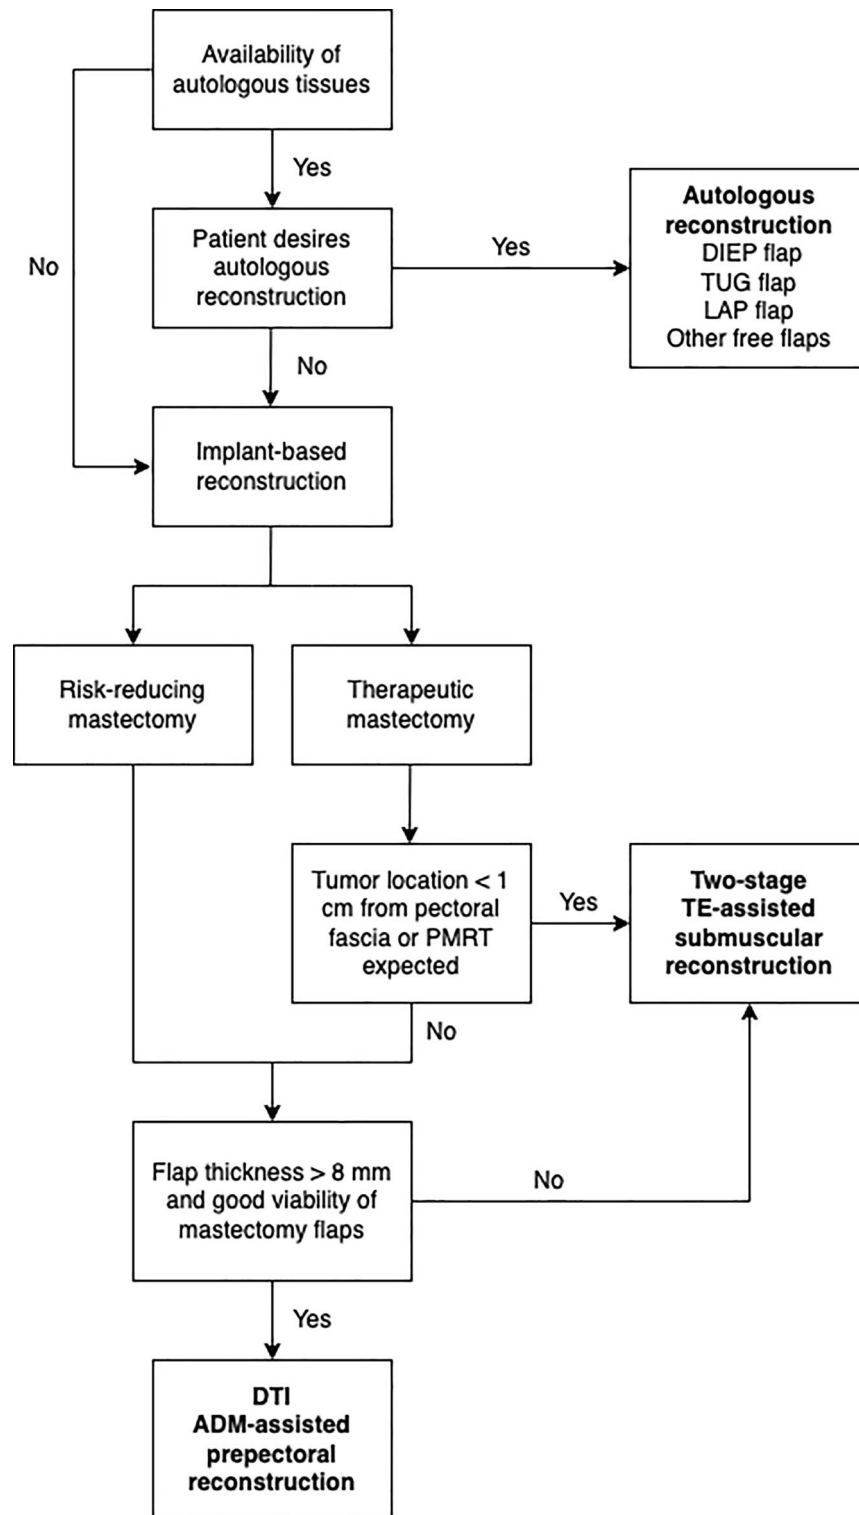 Availability of
autologous tissues
Yes
No
Patient desires
autologous
reconstruction
Yes
Autologous
reconstruction
DIEP flap
TUG flap
LAP flap
Other free flaps
No
Implant-based
reconstruction
Risk-reducing
mastectomy
Therapeutic
mastectomy
Tumor location < 1
cm from pectoral
fascia or PMRT
expected
Yes
Two-stage
TE-assisted
submuscular
reconstruction
No
Flap thickness > 8 mm
and good viability of
mastectomy flaps
No
Yes
DTI
ADM-assisted
prepectoral
reconstruction